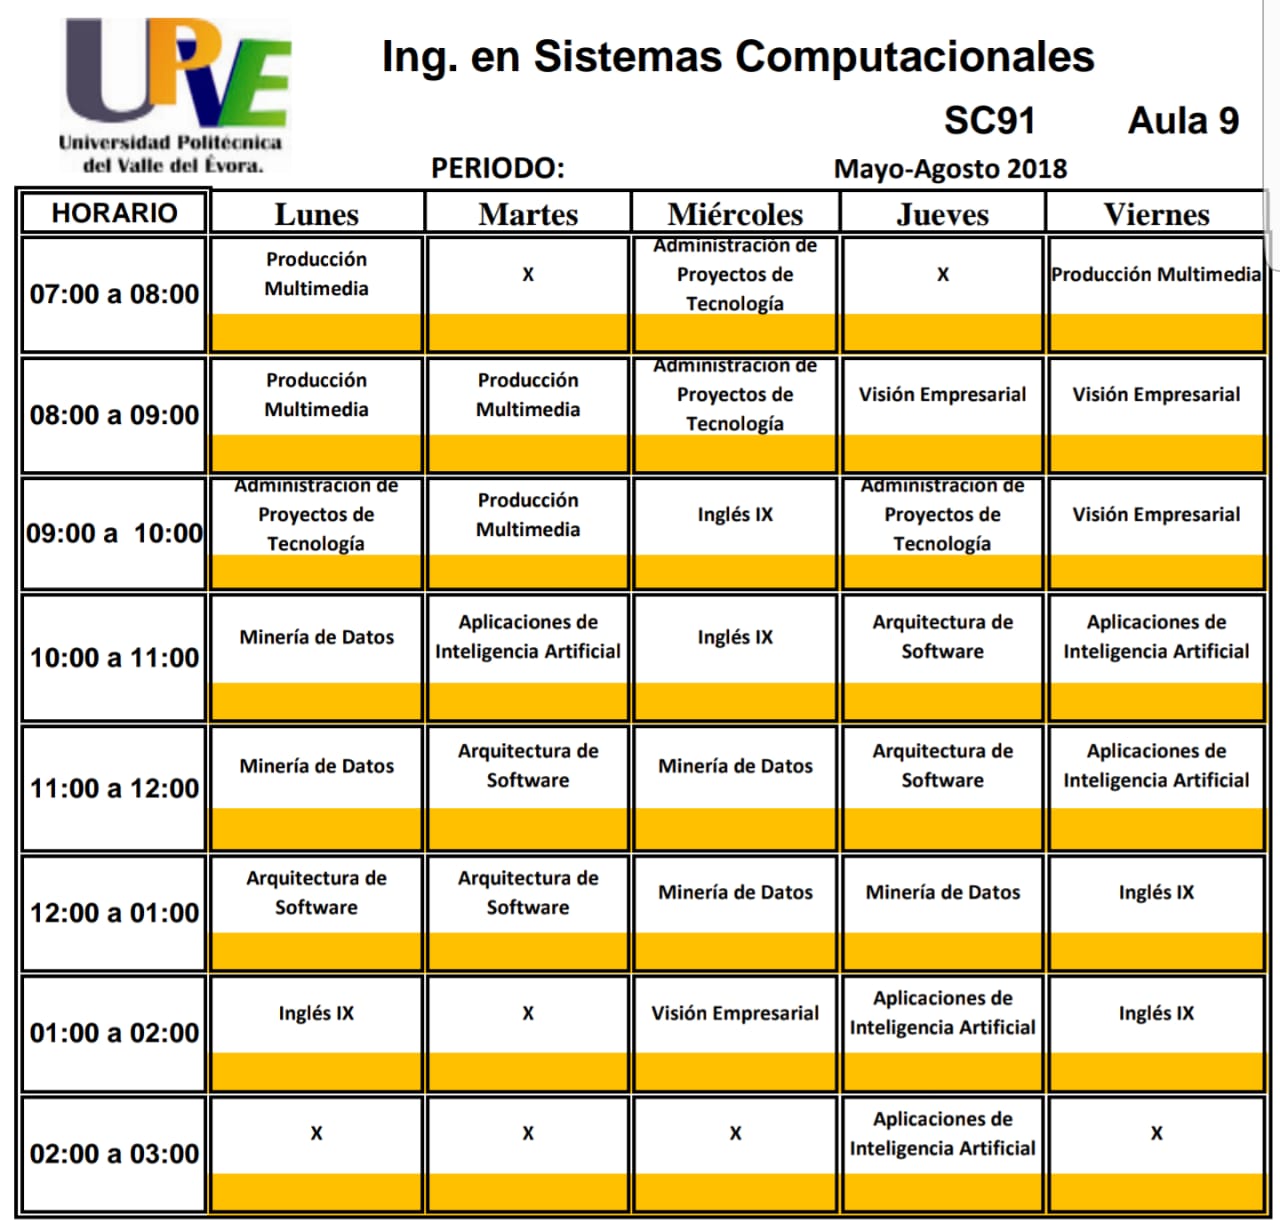 UPVE
Universidad Politécnica
del Valle del Évora.
Ing. en Sistemas Computacionales
SC91 Aula 9
PERIODO: Mayo-Agosto 2018
HORARIO Lunes Martes Miércoles Jueves Viernes
07:00 a 08:00
Producción
Multimedia
X
Administración de
Proyectos de
Tecnología
X
Producción Multimedia
08:00 a 09:00
Producción
Multimedia
Producción
Multimedia
Administración de
Proyectos de
Tecnología
Visión Empresarial
Visión Empresarial
09:00 a 10:00
Administración de
Proyectos de
Tecnología
Producción
Multimedia
Inglés IX
Administración de
Proyectos de
Tecnología
Visión Empresarial
10:00 a 11:00
Minería de Datos
Aplicaciones de
Inteligencia Artificial
Inglés IX
Arquitectura de
Software
Aplicaciones de
Inteligencia Artificial
11:00 a 12:00
Minería de Datos
Arquitectura de
Software
Minería de Datos
Arquitectura de
Software
Aplicaciones de
Inteligencia Artificial
12:00 a 01:00
Arquitectura de
Software
Arquitectura de
Software
Minería de Datos
Minería de Datos
Inglés IX
01:00 a 02:00
Inglés IX
X
Visión Empresarial
Aplicaciones de
Inteligencia Artificial
Inglés IX
02:00 a 03:00
X
X
X
Aplicaciones de
Inteligencia Artificial
X